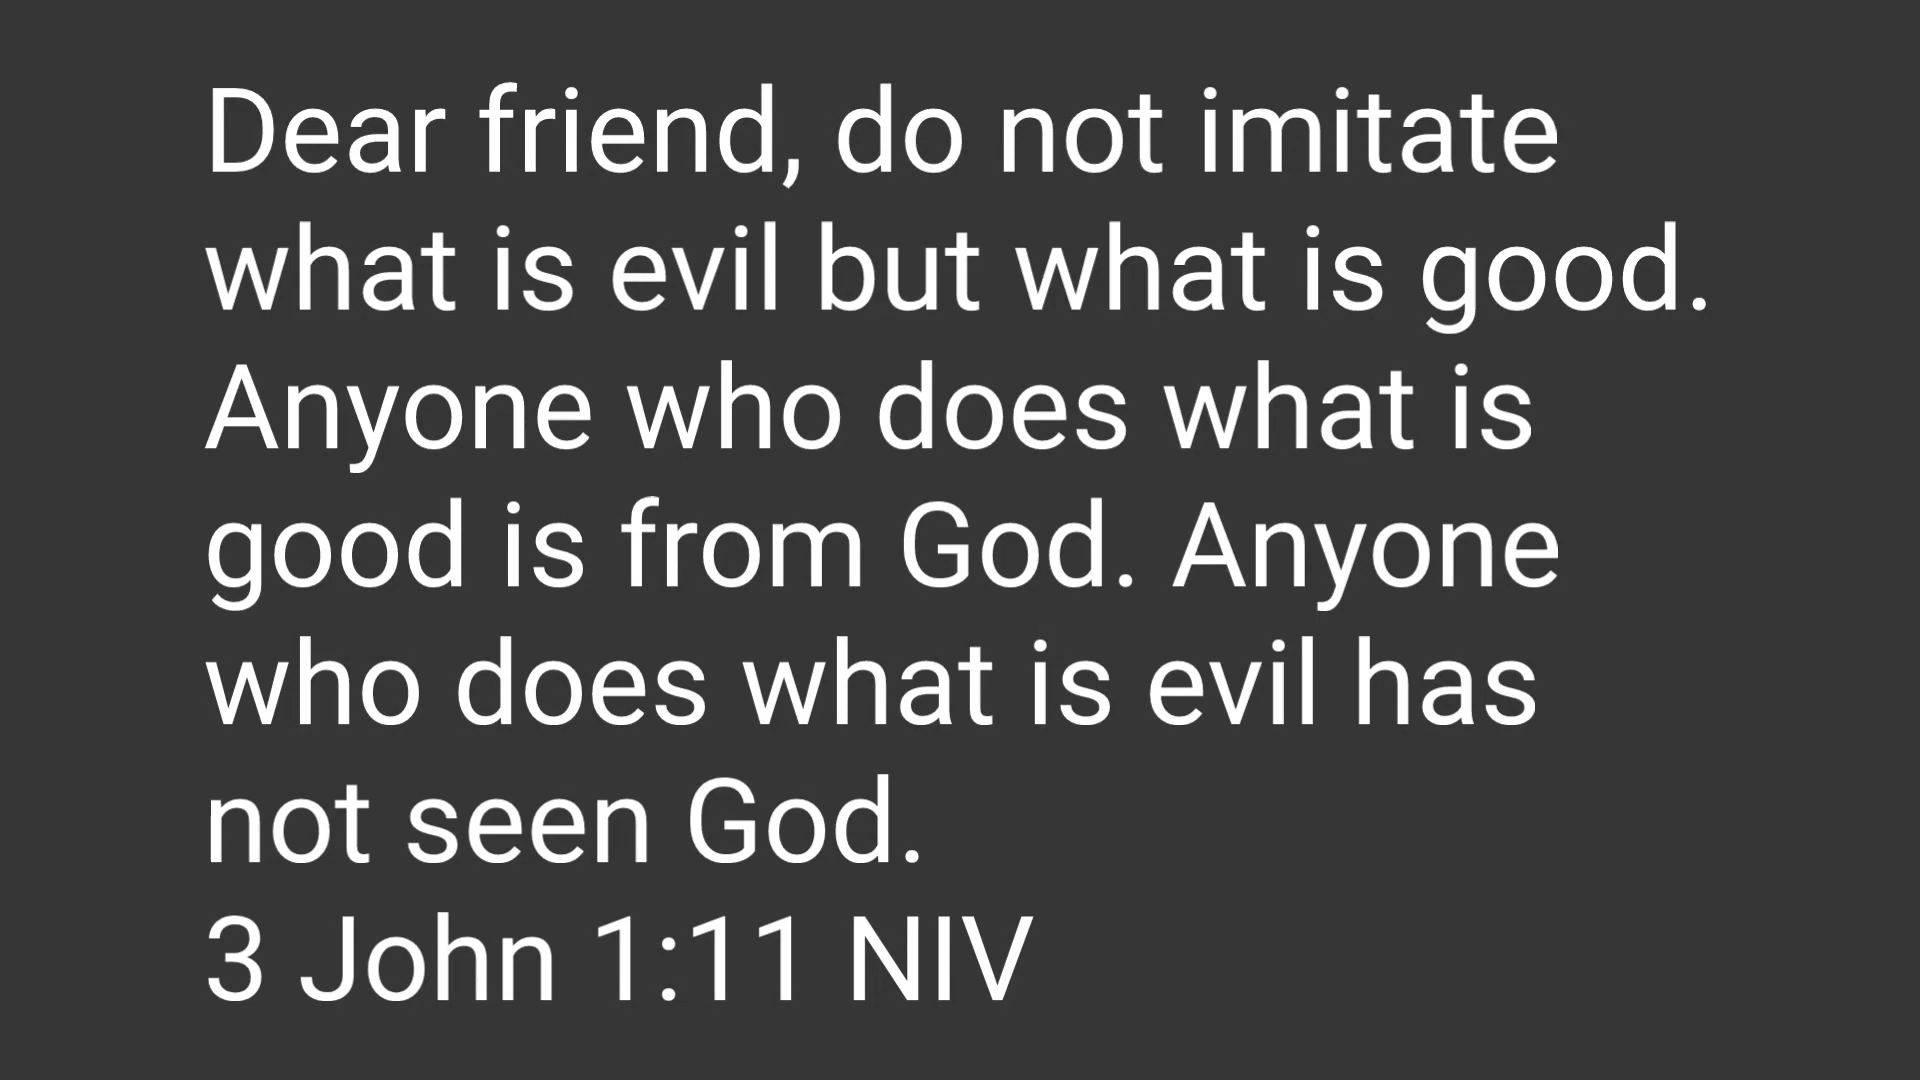 Dear friend, do not imitate
what is evil but what is good.
Anyone who does what is
good is from God. Anyone
who does what is evil has
not seen God.
3 John 1:11 NIV